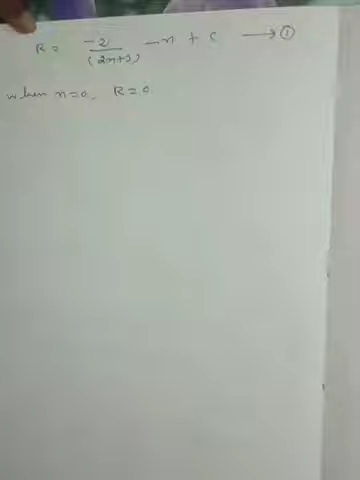 R = -2/(2x+3) - x + c → ①
when x=0, R=0